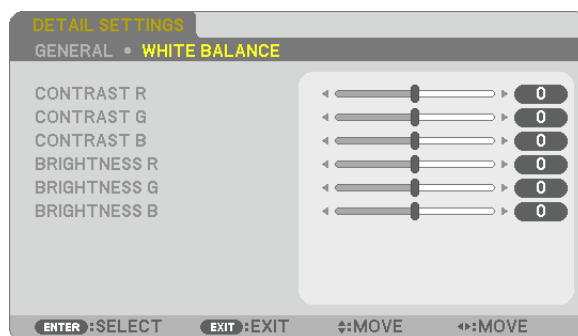 DETAIL SETTINGS
GENERAL • WHITE BALANCE
CONTRAST R 0
CONTRAST G 0
CONTRAST B 0
BRIGHTNESS R 0
BRIGHTNESS G 0
BRIGHTNESS B 0
ENTER :SELECT EXIT :EXIT :MOVE :MOVE